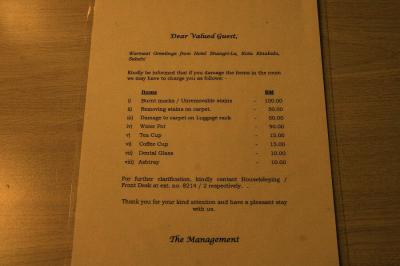 Dear Valued Guest,
Warmest Greetings from Hotel Shangri-La, Kota Kinabalu,
Sabah!
Kindly be informed that if you damage the items in the room
we may have to charge you as follows: -
Items RM
i) Burnt marks / Unremovable stains - 100.00
ii) Removing stains on carpet. - 50.00
iii) Damage to carpet on Luggage rack - 50.00
iv) Water Pot - 90.00
v) Tea Cup - 15.00
vi) Coffee Cup - 15.00
vii) Dental Glass - 10.00
viii) Ashtray - 10.00
For further clarification, kindly contact Housekeeping /
Front Desk at ext. no. 8214 / 2 respectively. .
Thank you for your kind attention and have a pleasant stay
with us.
The Management